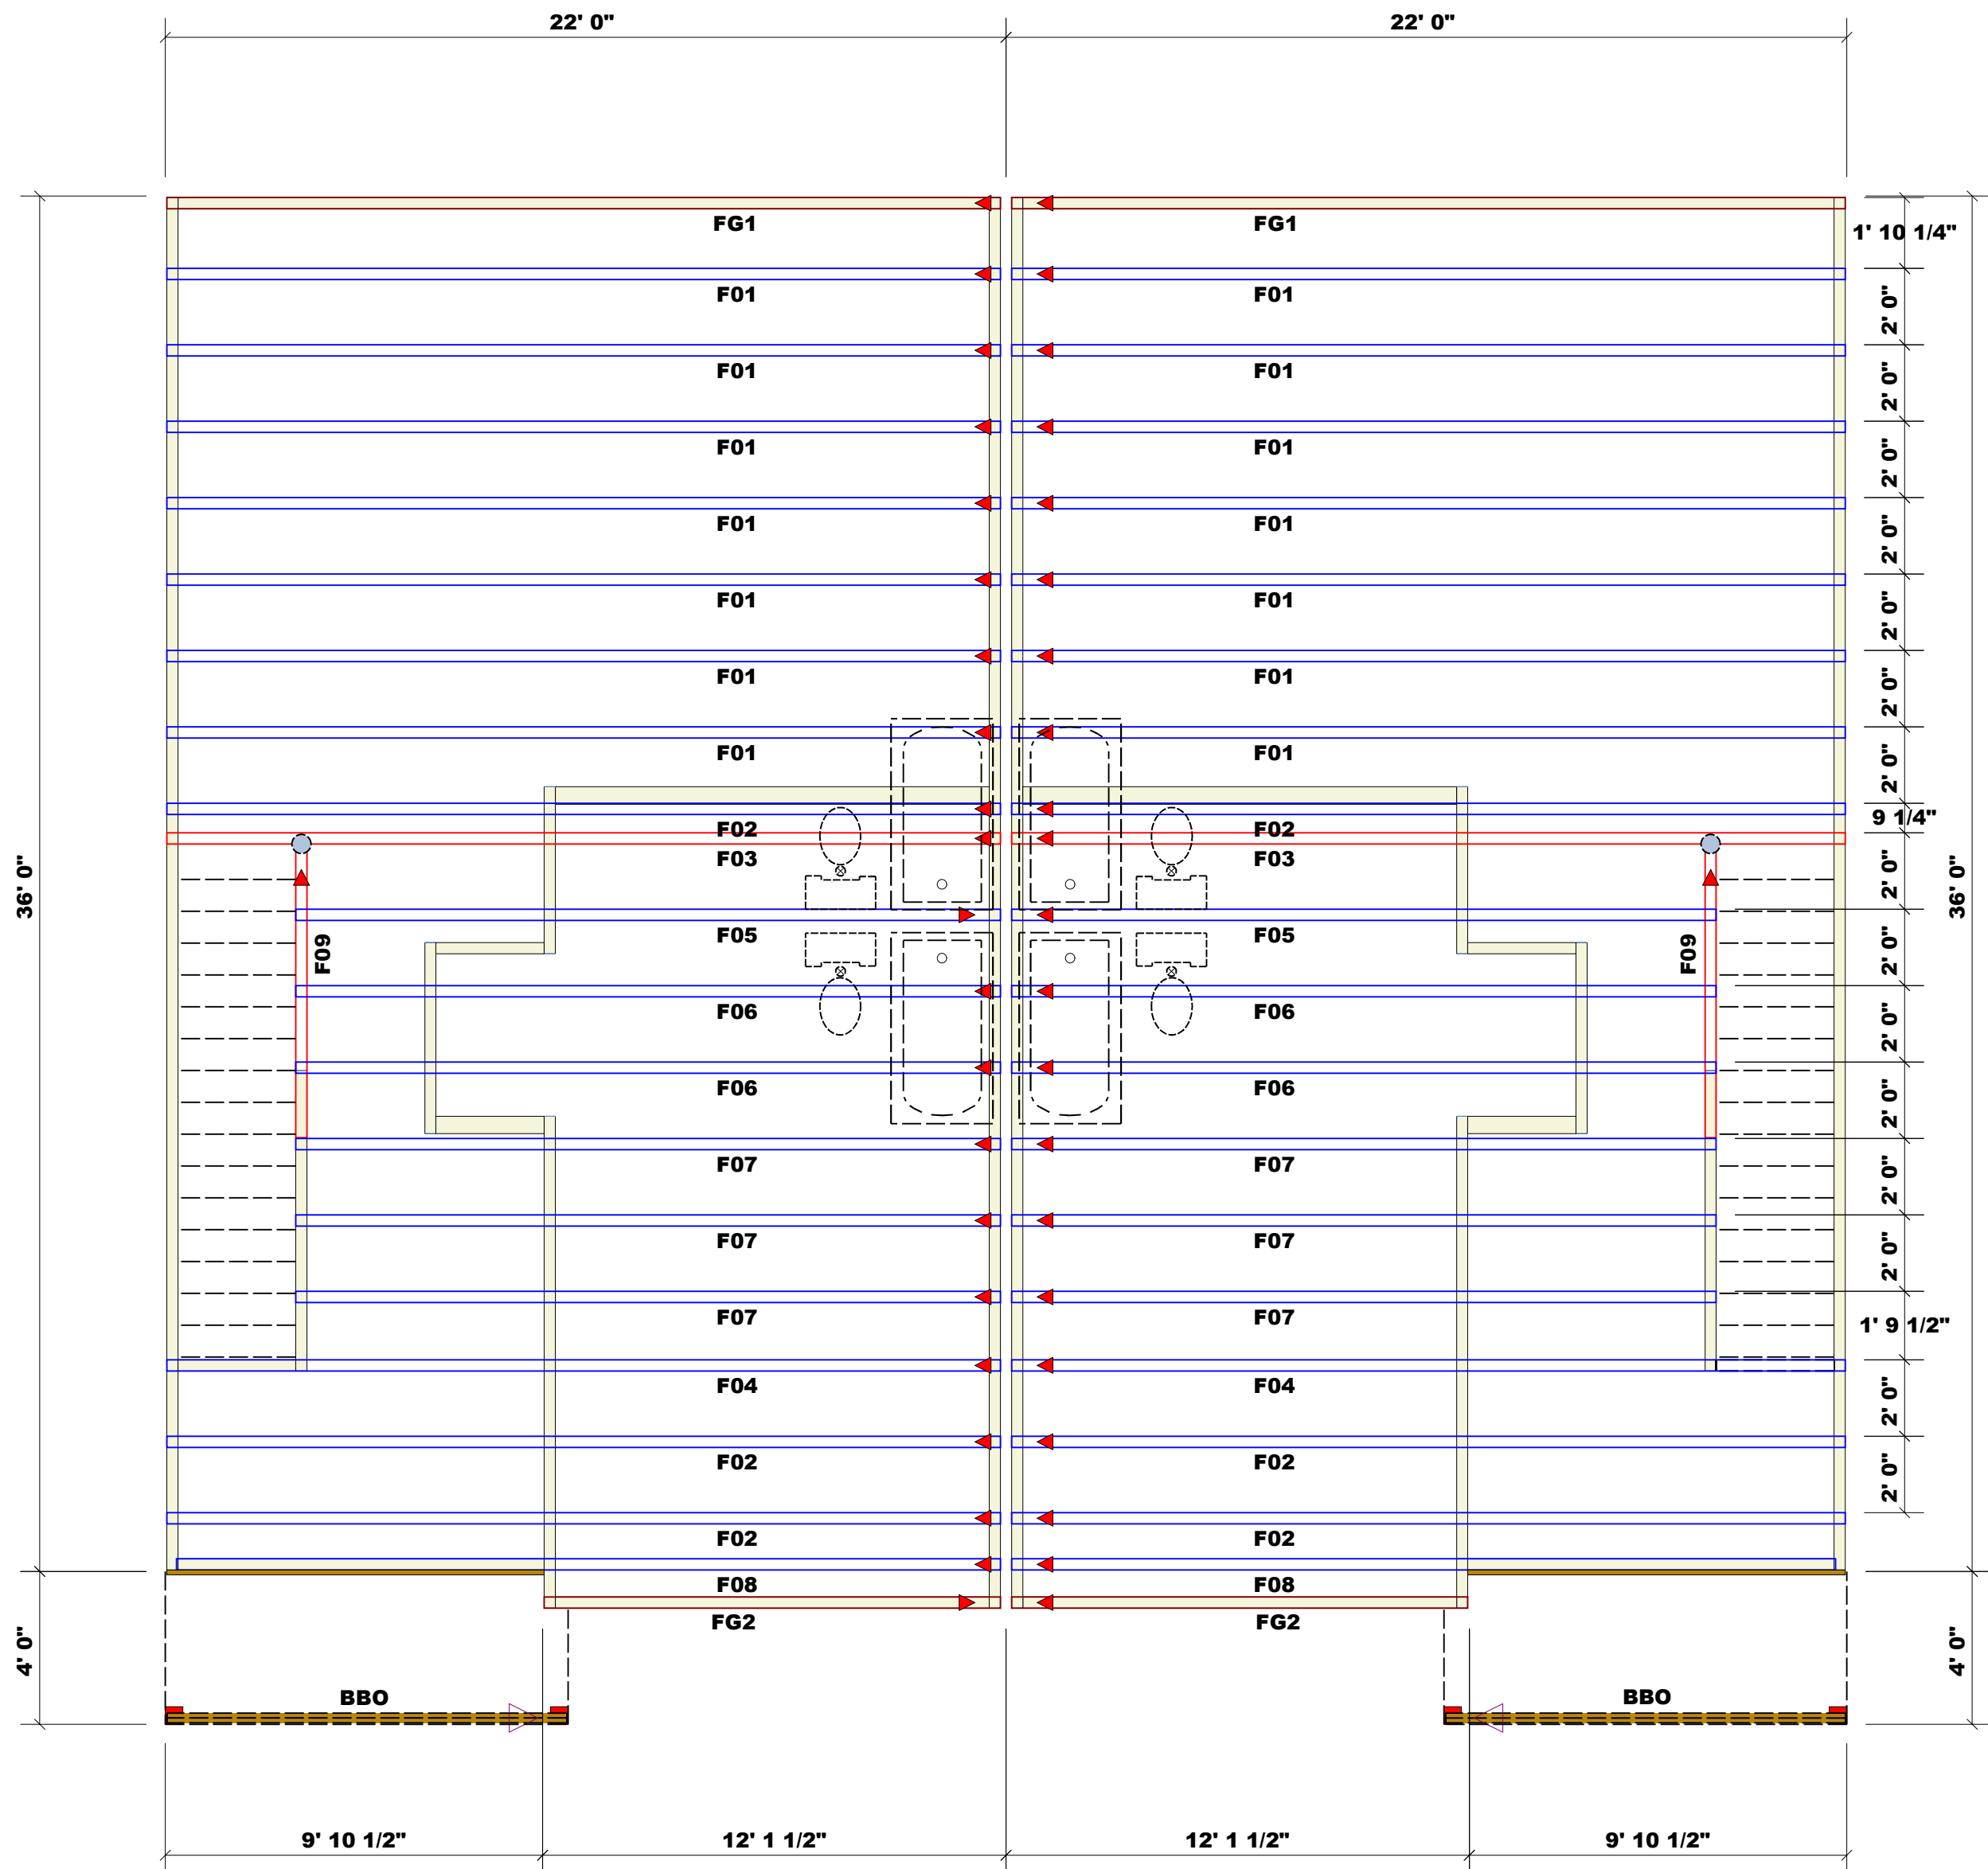 22' 0" 22' 0"
FG1 FG1
1' 10 1/4"
F01 F01
2' 0"
F01 F01
2' 0"
F01 F01
2' 0"
F01 F01
2' 0"
F01 F01
2' 0"
F01 F01
2' 0"
F01 F01
2' 0"
F02 F02
9 1/4"
F03 F03
36' 0" 36' 0"
2' 0"
F05 F05
F09 F09
2' 0"
F06 F06
2' 0"
F06 F06
2' 0"
F07 F07
2' 0"
F07 F07
2' 0"
F07 F07
1' 9 1/2"
F04 F04
2' 0"
F02 F02
2' 0"
F02 F02
F08 F08
FG2 FG2
4' 0" 4' 0"
BBO BBO
9' 10 1/2" 12' 1 1/2" 12' 1 1/2" 9' 10 1/2"